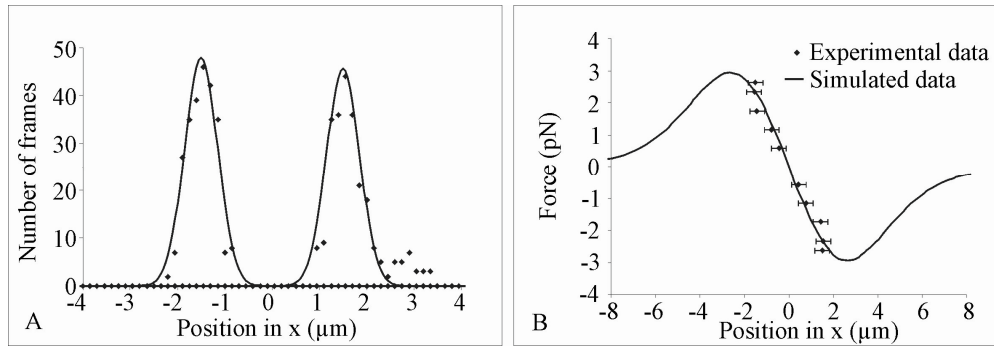 50
40
30
20
10
0
Number of frames
-4 -3 -2 -1 0 1 2 3 4
Position in x (µm)
A
4
3
2
1
0
-1
-2
-3
4
Force (pN)
-8 -6 -4 -2 0 2 4 6 8
Position in x (µm)
B
Experimental data
Simulated data